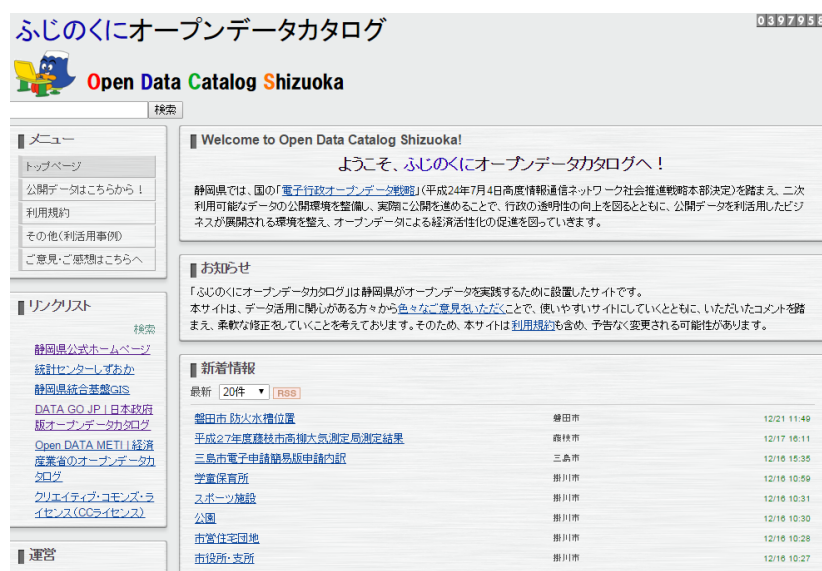 ふじのくにオープンデータカタログ
0397958
Open Data Catalog Shizuoka
検索
メニュー
トップページ
公開データはこちらから！
利用規約
その他(利活用事例)
ご意見・ご感想はこちらへ
リンクリスト
検索
静岡県公式ホームページ
統計センターしずおか
静岡県統合基盤GIS
DATA GO JP | 日本政府
版オープンデータカタログ
Open DATA METI | 経済
産業省のオープンデータカ
タログ
クリエイティブ・コモンズ・ラ
イセンス(CCライセンス)
運営
Welcome to Open Data Catalog Shizuoka!
ようこそ、ふじのくにオープンデータカタログへ！
静岡県では、国の「電子行政オープンデータ戦略」(平成24年7月4日高度情報通信ネットワーク社会推進戦略本部決定)を踏まえ、二次
利用可能なデータの公開環境を整備し、実際に公開を進めることで、行政の透明性の向上を図るとともに、公開データを利活用したビジ
ネスが展開される環境を整え、オープンデータによる経済活性化の促進を図っていきます。
お知らせ
「ふじのくにオープンデータカタログ」は静岡県がオープンデータを実践するために設置したサイトです。
本サイトは、データ活用に関心がある方々から色々なご意見をいただくことで、使いやすいサイトにしていくとともに、いただいたコメントを踏
まえ、柔軟な修正をしていくことを考えております。そのため、本サイトは利用規約も含め、予告なく変更される可能性があります。
新着情報
最新 20件 RSS
磐田市 防火水槽位置 磐田市 12/21 11:49
平成27年度藤枝市高柳大気測定局測定結果 藤枝市 12/17 16:11
三島市電子申請簡易版申請内訳 三島市 12/16 15:35
学童保育所 掛川市 12/16 10:59
スポーツ施設 掛川市 12/16 10:31
公園 掛川市 12/16 10:30
市営住宅団地 掛川市 12/16 10:28
市役所・支所 掛川市 12/16 10:27